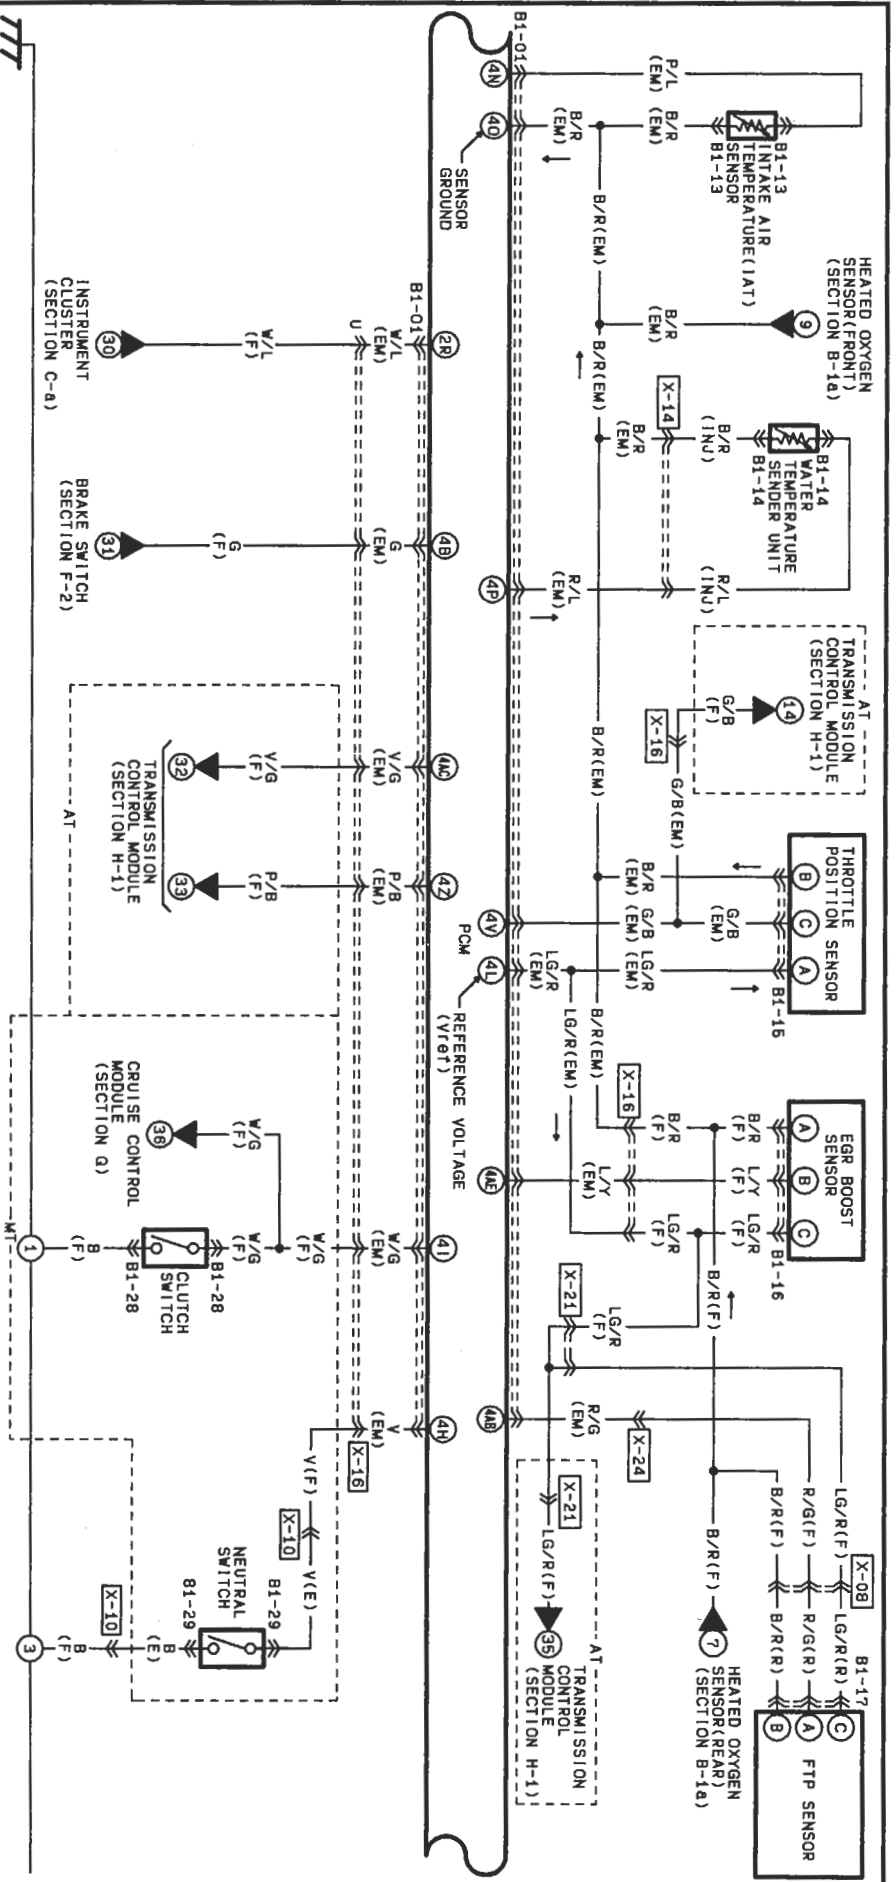 B1-01
4N
P/L
(EM)
B1-13
INTAKE AIR
TEMPERATURE(IAT)
SENSOR
B1-13
B/R
(EM)
B/R
(EM)
4O
SENSOR
GROUND
B/R(EM)
HEATED OXYGEN
SENSOR(FRONT)
(SECTION B-1a)
9
B/R
(EM)
B/R(EM)
X-14
B/R
(EM)
B/R
(INJ)
B1-14
WATER
TEMPERATURE
SENDER UNIT
B1-14
R/L
(INJ)
R/L
(EM)
4P
AT
TRANSMISSION
CONTROL MODULE
(SECTION H-1)
14
G/B
(F)
X-16
G/B(EM)
B/R(EM)
THROTTLE
POSITION SENSOR
B
C
A
B1-15
B/R
(EM)
G/B
(EM)
G/B
(EM)
LG/R
(EM)
LG/R
(EM)
4V
4L
PCM
REFERENCE VOLTAGE
(Vref)
LG/R(EM)
B/R(EM)
EGR BOOST
SENSOR
A
B
C
B1-16
B/R
(F)
L/Y
(F)
LG/R
(F)
X-16
B/R
(F)
L/Y
(EM)
LG/R
(F)
4AE
B/R(F)
LG/R
(F)
X-21
4AB
R/G
(EM)
X-24
X-21
LG/R(F)
AT
35
TRANSMISSION
CONTROL
MODULE
(SECTION H-1)
B/R(F)
7
HEATED OXYGEN
SENSOR(REAR)
(SECTION B-1a)
LG/R(F)
R/G(F)
B/R(F)
X-08
LG/R(R)
R/G(R)
B/R(R)
B1-17
C
A
B
FTP SENSOR
B1-01
2R
W/L
(EM)
U
W/L
(F)
30
INSTRUMENT
CLUSTER
(SECTION C-a)
4B
G
(EM)
G
(F)
31
BRAKE SWITCH
(SECTION F-2)
4AC
V/G
(EM)
V/G
(F)
32
4Z
P/B
(EM)
P/B
(F)
33
TRANSMISSION
CONTROL MODULE
(SECTION H-1)
AT
4I
W/G
(EM)
W/G
(F)
W/G
(F)
36
CRUISE CONTROL
MODULE
(SECTION Q)
W/G
(F)
B1-28
CLUTCH
SWITCH
B1-28
B
(F)
1
MT
4H
V
(EM)
X-16
V(F)
X-10
V(E)
NEUTRAL
SWITCH
B1-29
B1-29
B
(E)
X-10
B
(F)
3